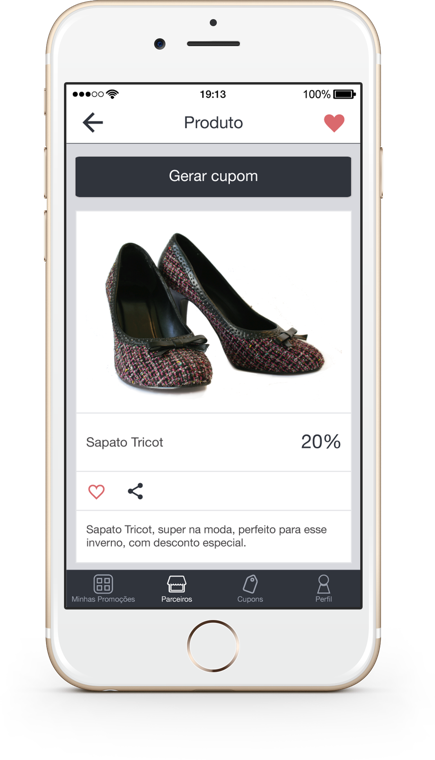 19:13
100%
Produto
Gerar cupom
Sapato Tricot
20%
Sapato Tricot, super na moda, perfeito para esse
inverno, com desconto especial.
Minhas Promoções
Parceiros
Cupons
Perfil